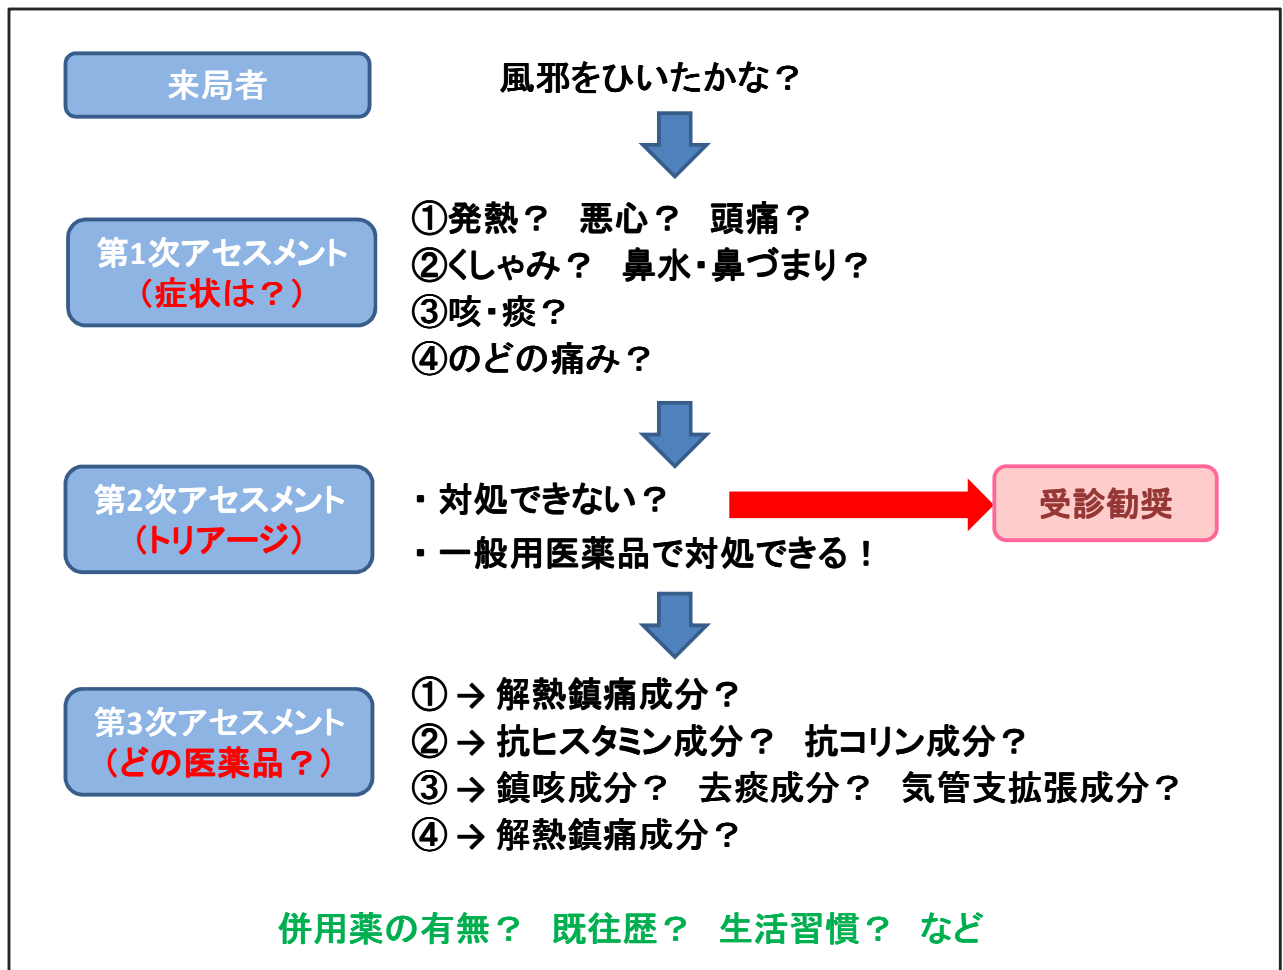 来局者
風邪をひいたかな？
第1次アセスメント
（症状は？）
①発熱？　悪心？　頭痛？
②くしゃみ？　鼻水・鼻づまり？
③咳・痰？
④のどの痛み？
第2次アセスメント
（トリアージ）
・対処できない？
受診勧奨
・一般用医薬品で対処できる！
第3次アセスメント
（どの医薬品？）
①→解熱鎮痛成分？
②→抗ヒスタミン成分？　抗コリン成分？
③→鎮咳成分？　去痰成分？　気管支拡張成分？
④→解熱鎮痛成分？
併用薬の有無？　既往歴？　生活習慣？　など